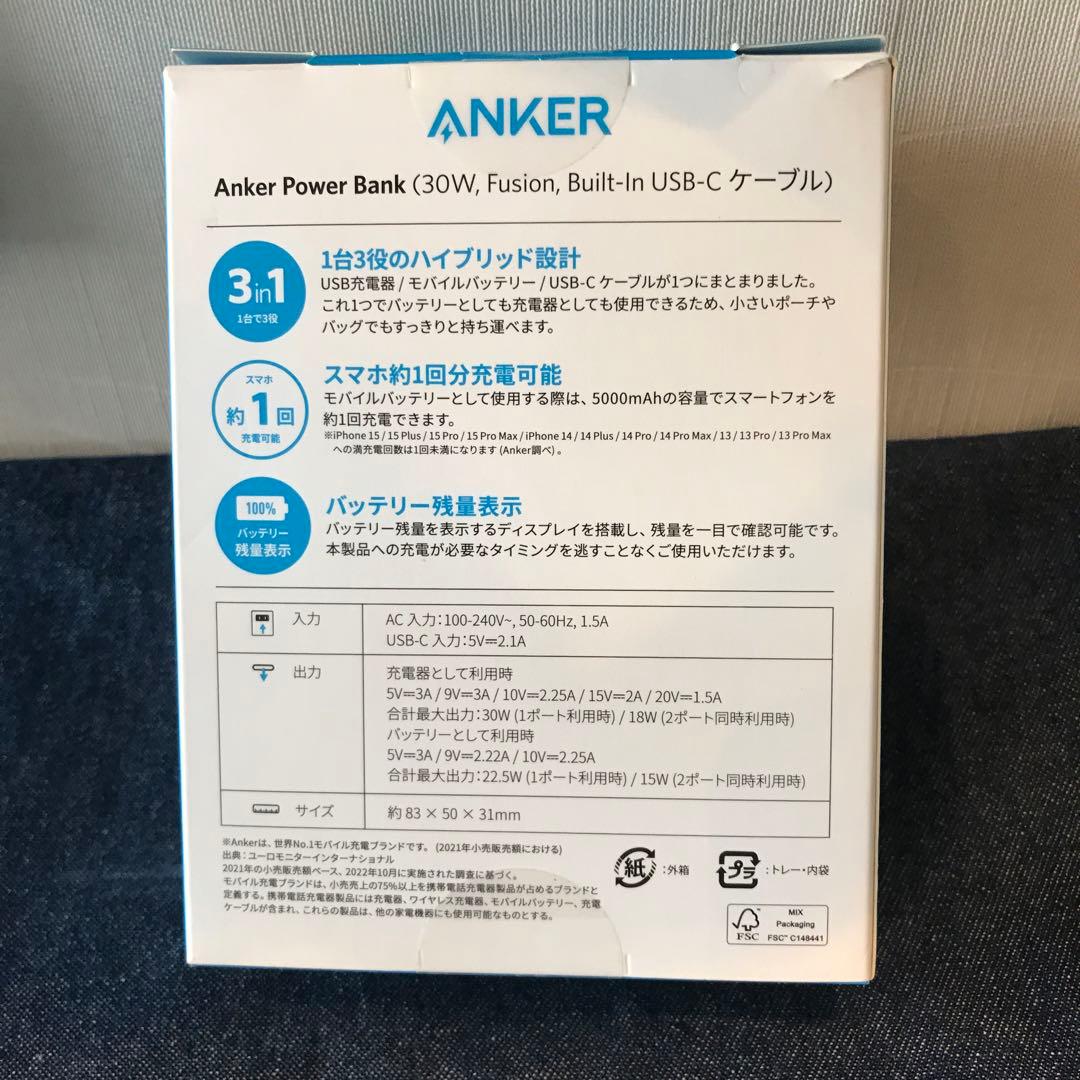 ANKER
Anker Power Bank (30W, Fusion, Built-In USB-C ケーブル)
3in1
1台で3役
1台3役のハイブリッド設計
USB充電器 / モバイルバッテリー / USB-C ケーブルが1つにまとまりました。
これ1つでバッテリーとしても充電器としても使用できるため、小さいポーチや
バッグでもすっきりと持ち運べます。
スマホ
約1回
充電可能
スマホ約1回分充電可能
モバイルバッテリーとして使用する際は、5000mAhの容量でスマートフォンを
約1回充電できます。
※iPhone 15 / 15 Plus / 15 Pro / 15 Pro Max / iPhone 14 / 14 Plus / 14 Pro / 14 Pro Max / 13 / 13 Pro / 13 Pro Max
への満充電回数は1回未満になります (Anker調べ) 。
100%
バッテリー
残量表示
バッテリー残量表示
バッテリー残量を表示するディスプレイを搭載し、残量を一目で確認可能です。
本製品への充電が必要なタイミングを逃すことなくご使用いただけます。
入力
AC 入力：100-240V~, 50-60Hz, 1.5A
USB-C 入力：5V⎓2.1A
出力
充電器として利用時
5V⎓3A / 9V⎓3A / 10V⎓2.25A / 15V⎓2A / 20V⎓1.5A
合計最大出力：30W (1ポート利用時) / 18W (2ポート同時利用時)
バッテリーとして利用時
5V⎓3A / 9V⎓2.22A / 10V⎓2.25A
合計最大出力：22.5W (1ポート利用時) / 15W (2ポート同時利用時)
サイズ
約 83 × 50 × 31mm
※Ankerは、世界No.1モバイル充電ブランドです。 (2021年小売販売額における)
出典：ユーロモニターインターナショナル
2021年の小売販売額ベース、2022年10月に実施された調査に基づく。
モバイル充電ブランドは、小売売上の75%以上を携帯電話充電器製品が占めるブランドと
定義する。携帯電話充電器製品には充電器、ワイヤレス充電器、モバイルバッテリー、充電
ケーブルが含まれ、これらの製品は、他の家電機器にも使用可能なものとする。
紙
：外箱
プラ
：トレー・内袋
FSC
MIX
Packaging
FSC™ C148441